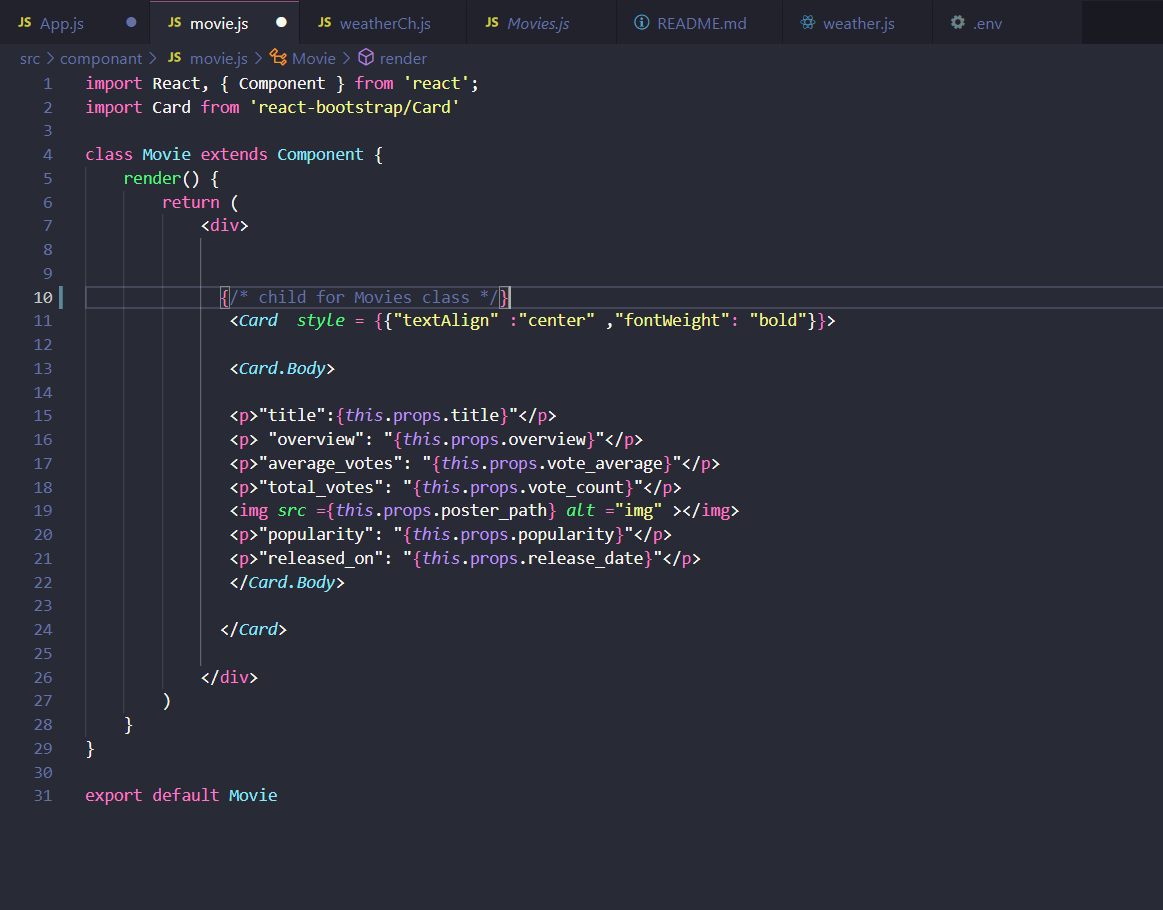 JS App.js JS movie.js JS weatherCh.js JS Movies.js README.md weather.js .env
src > componant > JS movie.js > Movie > render
1 import React, { Component } from 'react';
2 import Card from 'react-bootstrap/Card'
3
4 class Movie extends Component {
5 render() {
6 return (
7 <div>
8
9
10 {/* child for Movies class */}
11 <Card  style = {{"textAlign" :"center" ,"fontWeight": "bold"}}>
12
13 <Card.Body>
14
15 <p>"title":{this.props.title}"</p>
16 <p> "overview": "{this.props.overview}"</p>
17 <p>"average_votes": "{this.props.vote_average}"</p>
18 <p>"total_votes": "{this.props.vote_count}"</p>
19 <img src ={this.props.poster_path} alt ="img" ></img>
20 <p>"popularity": "{this.props.popularity}"</p>
21 <p>"released_on": "{this.props.release_date}"</p>
22 </Card.Body>
23
24 </Card>
25
26 </div>
27 )
28 }
29 }
30
31 export default Movie